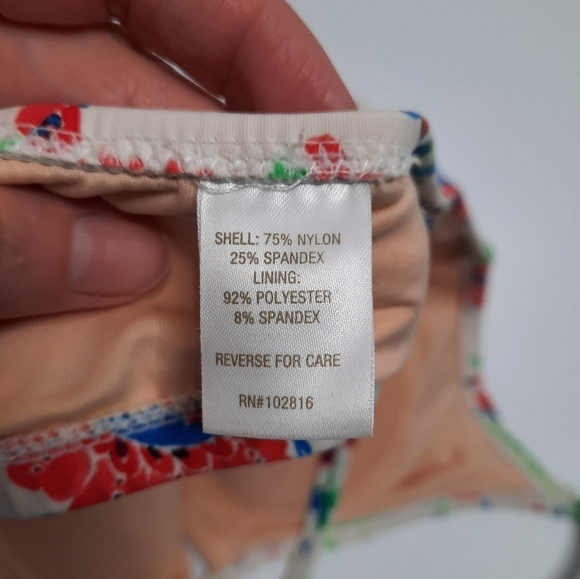 SHELL: 75% NYLON
25% SPANDEX
LINING:
92% POLYESTER
8% SPANDEX
REVERSE FOR CARE
RN#102816